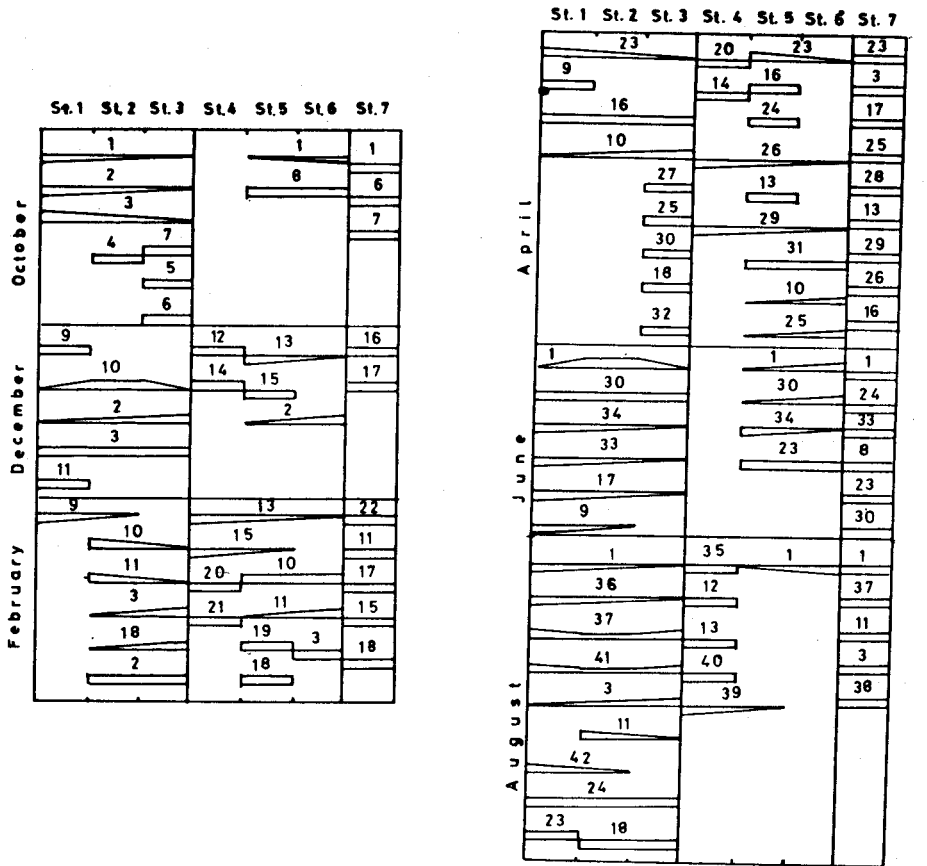 St. 1 St. 2 St. 3 St. 4 St. 5 St. 6 St. 7
October
1 1 1
2 8 6
3 7
4 7
5
6
December
9 12 13 16
10 14 15 17
2 2
3
11
February
9 13 22
10 15 11
11 20 10 17
3 21 11 15
18 19 3 18
2 18
St. 1 St. 2 St. 3 St. 4 St. 5 St. 6 St. 7
April
23 20 23 23
9 14 16 3
16 24 17
10 26 25
27 13 28
25 29 13
30 31 29
18 10 26
32 25 16
June
1 1 1
30 30 24
34 34 33
33 23 8
17 23
9 30
August
1 35 1 1
36 12 37
37 13 11
41 40 3
3 39 38
11
42
24
23 18